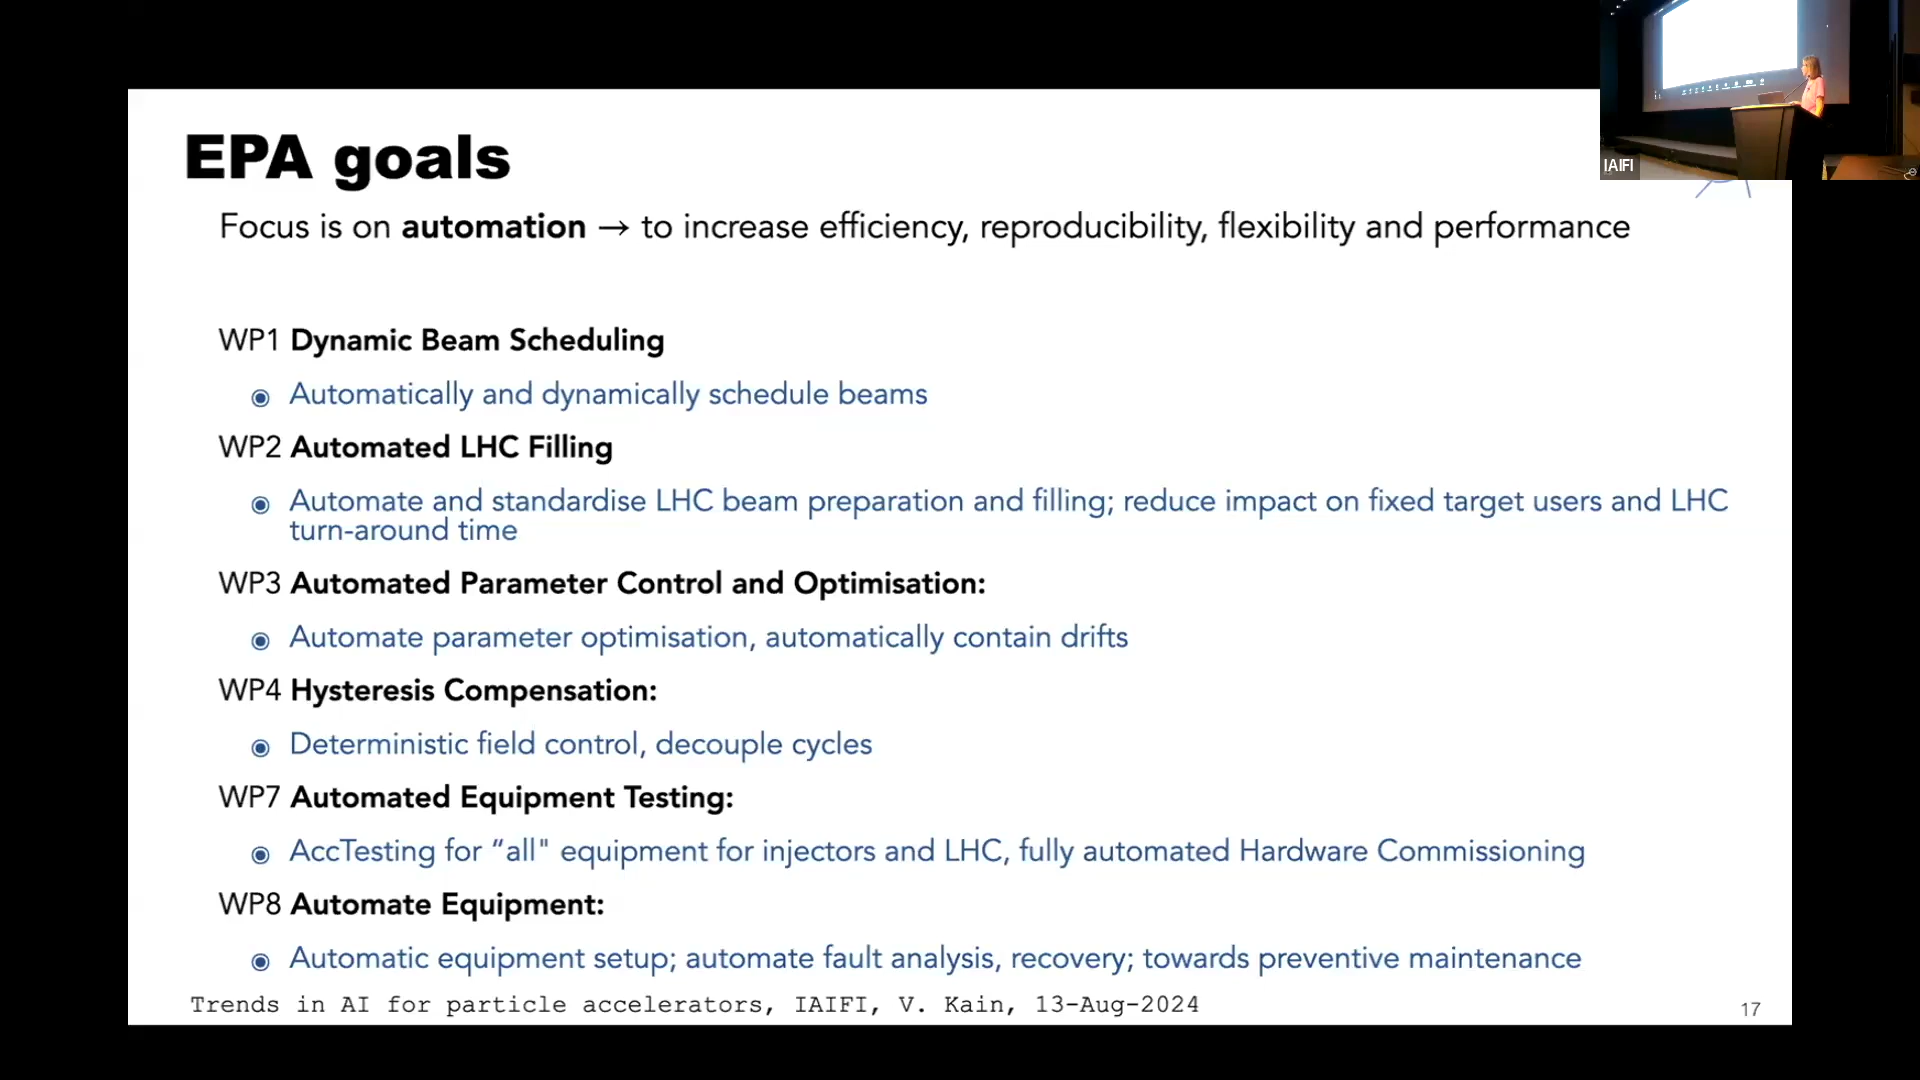 EPA goals
Focus is on automation → to increase efficiency, reproducibility, flexibility and performance
WP1 Dynamic Beam Scheduling
Automatically and dynamically schedule beams
WP2 Automated LHC Filling
Automate and standardise LHC beam preparation and filling; reduce impact on fixed target users and LHC
turn-around time
WP3 Automated Parameter Control and Optimisation:
Automate parameter optimisation, automatically contain drifts
WP4 Hysteresis Compensation:
Deterministic field control, decouple cycles
WP7 Automated Equipment Testing:
AccTesting for “all" equipment for injectors and LHC, fully automated Hardware Commissioning
WP8 Automate Equipment:
Automatic equipment setup; automate fault analysis, recovery; towards preventive maintenance
Trends in AI for particle accelerators, IAIFI, V. Kain, 13-Aug-2024
17
IAIFI